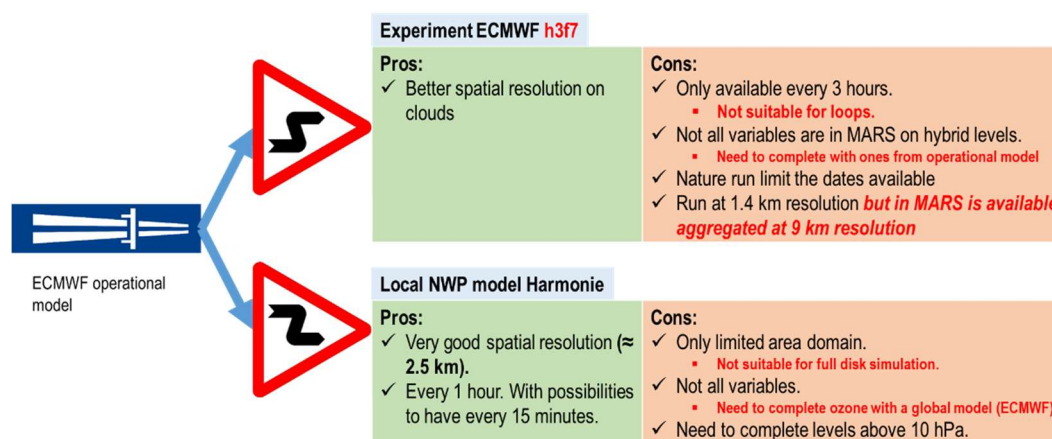 Experiment ECMWF h3f7
Pros:
✓ Better spatial resolution on
clouds
Cons:
✓ Only available every 3 hours.
▪ Not suitable for loops.
✓ Not all variables are in MARS on hybrid levels.
▪ Need to complete with ones from operational model
✓ Nature run limit the dates available
✓ Run at 1.4 km resolution but in MARS is available
aggregated at 9 km resolution
ECMWF operational
model
Local NWP model Harmonie
Pros:
✓ Very good spatial resolution (≈
2.5 km).
✓ Every 1 hour. With possibilities
to have every 15 minutes.
Cons:
✓ Only limited area domain.
▪ Not suitable for full disk simulation.
✓ Not all variables.
▪ Need to complete ozone with a global model (ECMWF)
✓ Need to complete levels above 10 hPa.